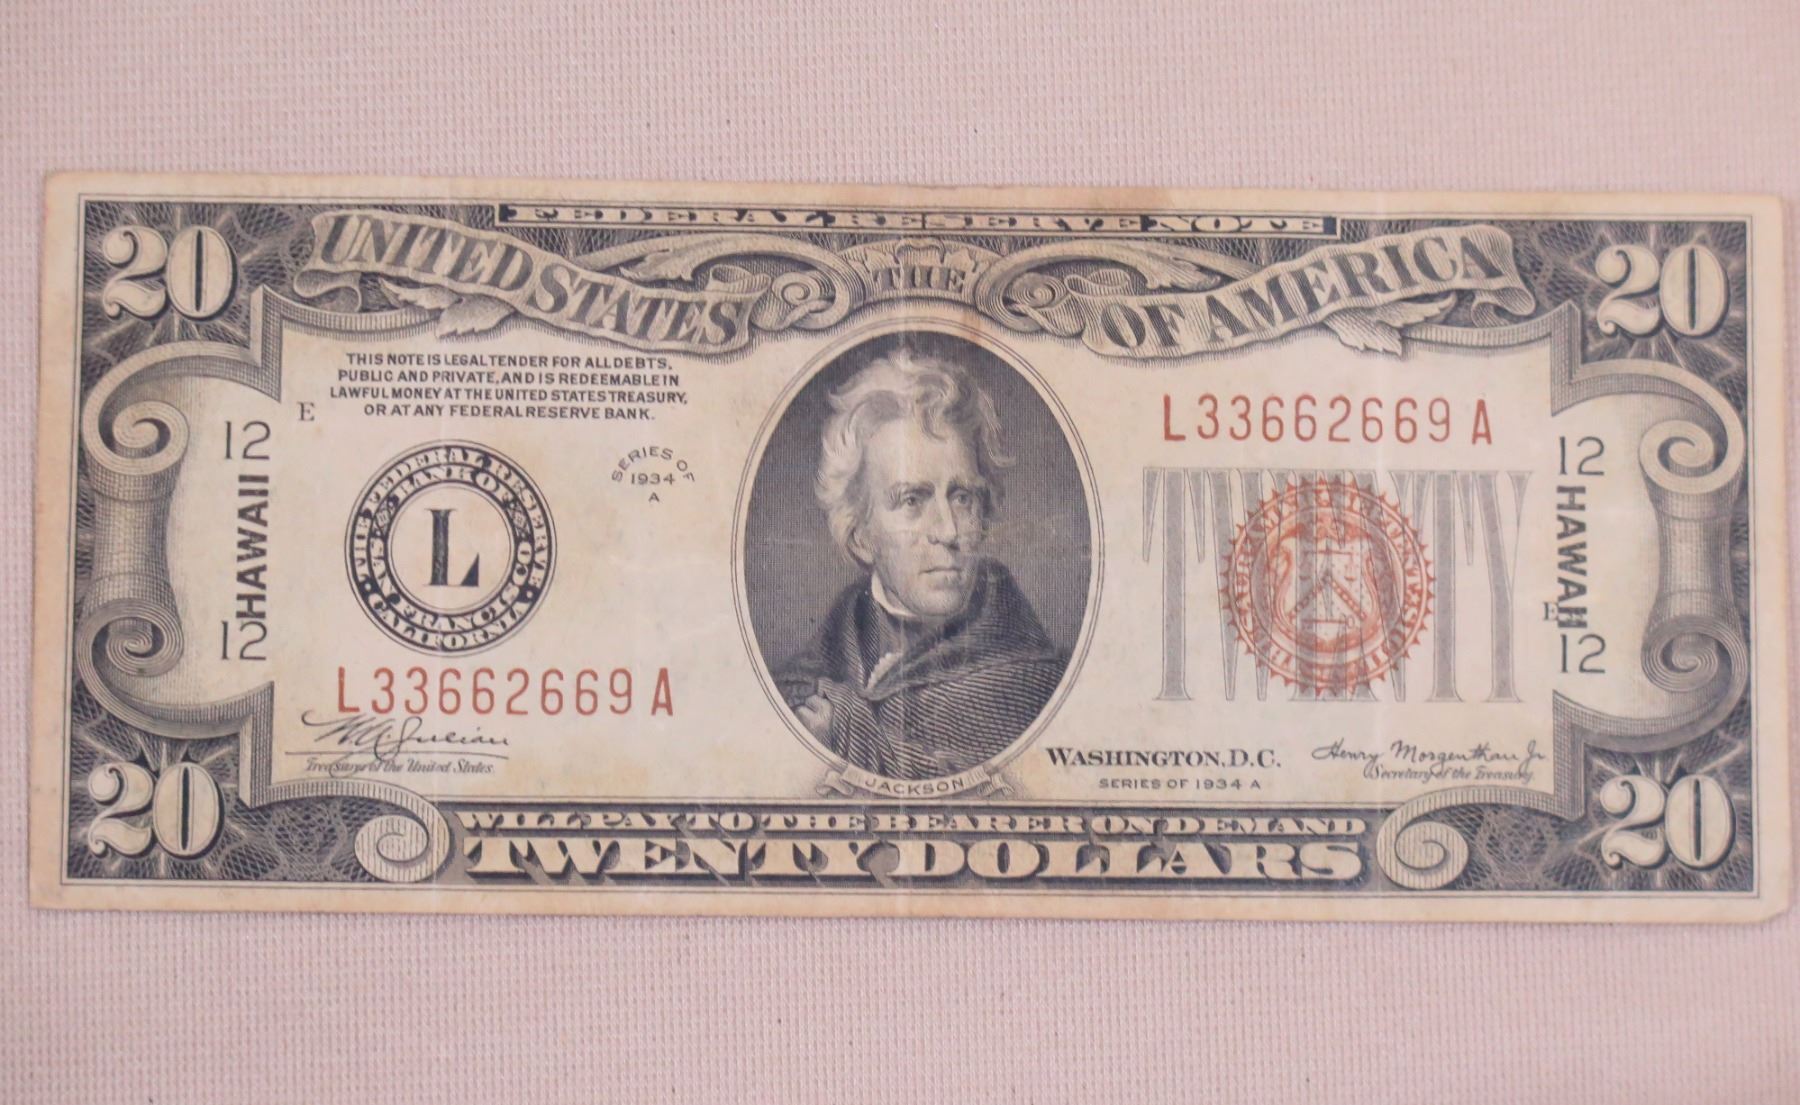 FEDERAL RESERVE NOTE
20 UNITED STATES THE OF AMERICA 20
THIS NOTE IS LEGAL TENDER FOR ALL DEBTS,
PUBLIC AND PRIVATE, AND IS REDEEMABLE IN
LAWFUL MONEY AT THE UNITED STATES TREASURY,
OR AT ANY FEDERAL RESERVE BANK.
E
12
HAWAII
12
THE FEDERAL RESERVE
BANK OF
SAN FRANCISCO
CALIFORNIA
L
SERIES OF
1934
A
L33662669A
W.A. Julian
Treasurer of the United States.
JACKSON
L33662669A
TWENTY
12
HAWAII
E
12
WASHINGTON, D.C.
SERIES OF 1934 A
Henry Morgenthau Jr.
Secretary of the Treasury.
WILL PAY TO THE BEARER ON DEMAND
20 TWENTY DOLLARS 20